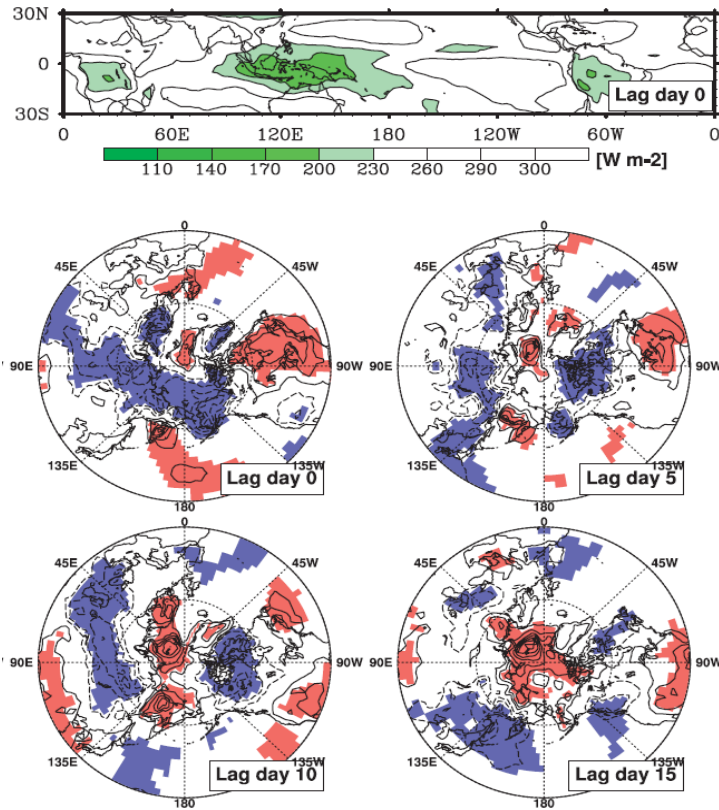 30N
0
30S
Lag day 0
0 60E 120E 180 120W 60W 0
110 140 170 200 230 260 290 300 [W m-2]
0 0
45E 45W 45E 45W
90E 90W 90E 90W
135E 135W 135E 135W
Lag day 0 Lag day 5
180 180
0 0
45E 45W 45E 45W
90E 90W 90E 90W
135E 135W 135E 135W
Lag day 10 Lag day 15
180 180